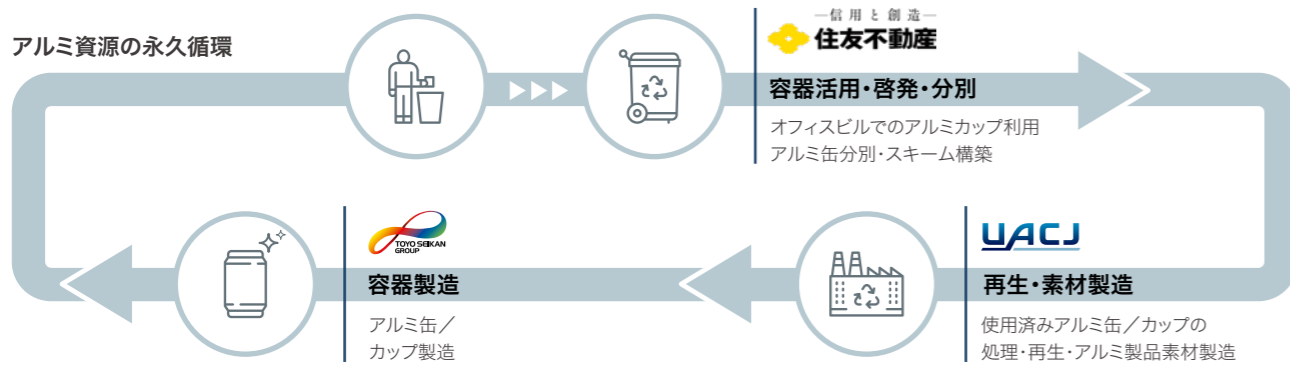 アルミ資源の永久循環
―信用と創造―
住友不動産
容器活用・啓発・分別
オフィスビルでのアルミカップ利用
アルミ缶分別・スキーム構築
TOYO SEIKAN
GROUP
容器製造
アルミ缶／
カップ製造
UACJ
再生・素材製造
使用済みアルミ缶／カップの
処理・再生・アルミ製品素材製造